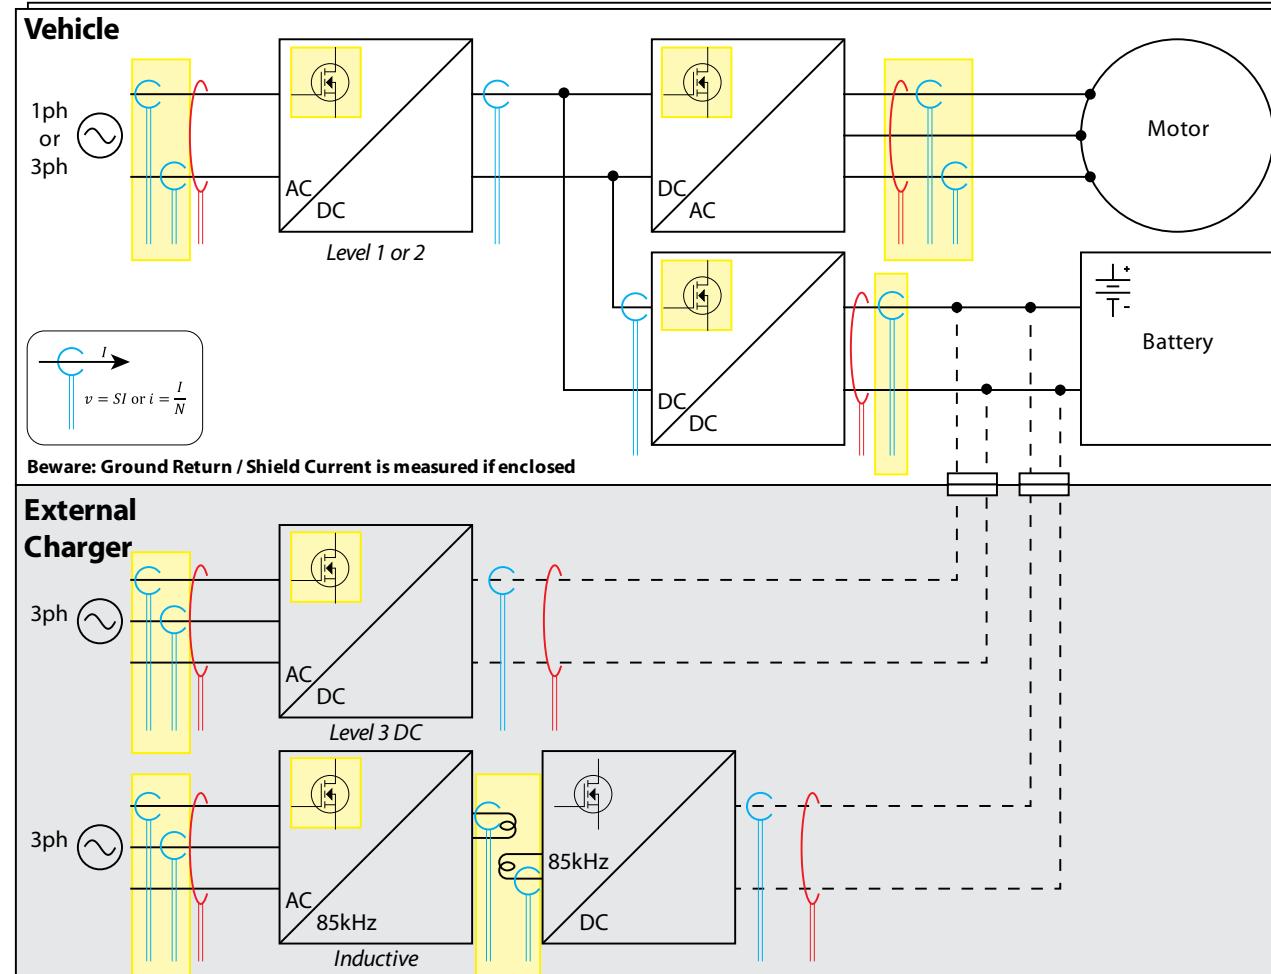 Vehicle
1ph
or
3ph
AC
DC
Level 1 or 2
DC
AC
Motor
DC
DC
+
-
Battery
I
v = SI or i = I/N
Beware: Ground Return / Shield Current is measured if enclosed
External
Charger
3ph
AC
DC
Level 3 DC
3ph
AC
85kHz
Inductive
85kHz
DC